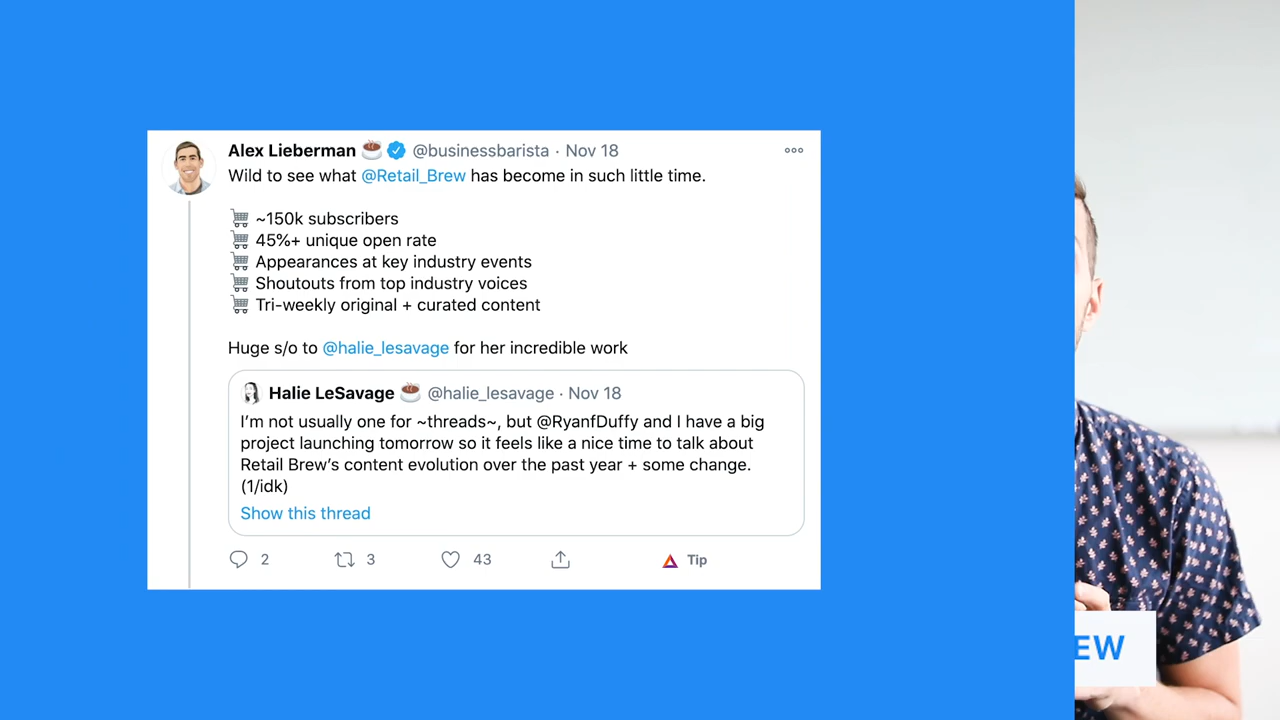 Alex Lieberman ☕ @businessbarista · Nov 18
Wild to see what @Retail_Brew has become in such little time.
🛒 ~150k subscribers
🛒 45%+ unique open rate
🛒 Appearances at key industry events
🛒 Shoutouts from top industry voices
🛒 Tri-weekly original + curated content
Huge s/o to @halie_lesavage for her incredible work
Halie LeSavage ☕ @halie_lesavage · Nov 18
I’m not usually one for ~threads~, but @RyanfDuffy and I have a big
project launching tomorrow so it feels like a nice time to talk about
Retail Brew’s content evolution over the past year + some change.
(1/idk)
Show this thread
2 3 43 Tip
EW